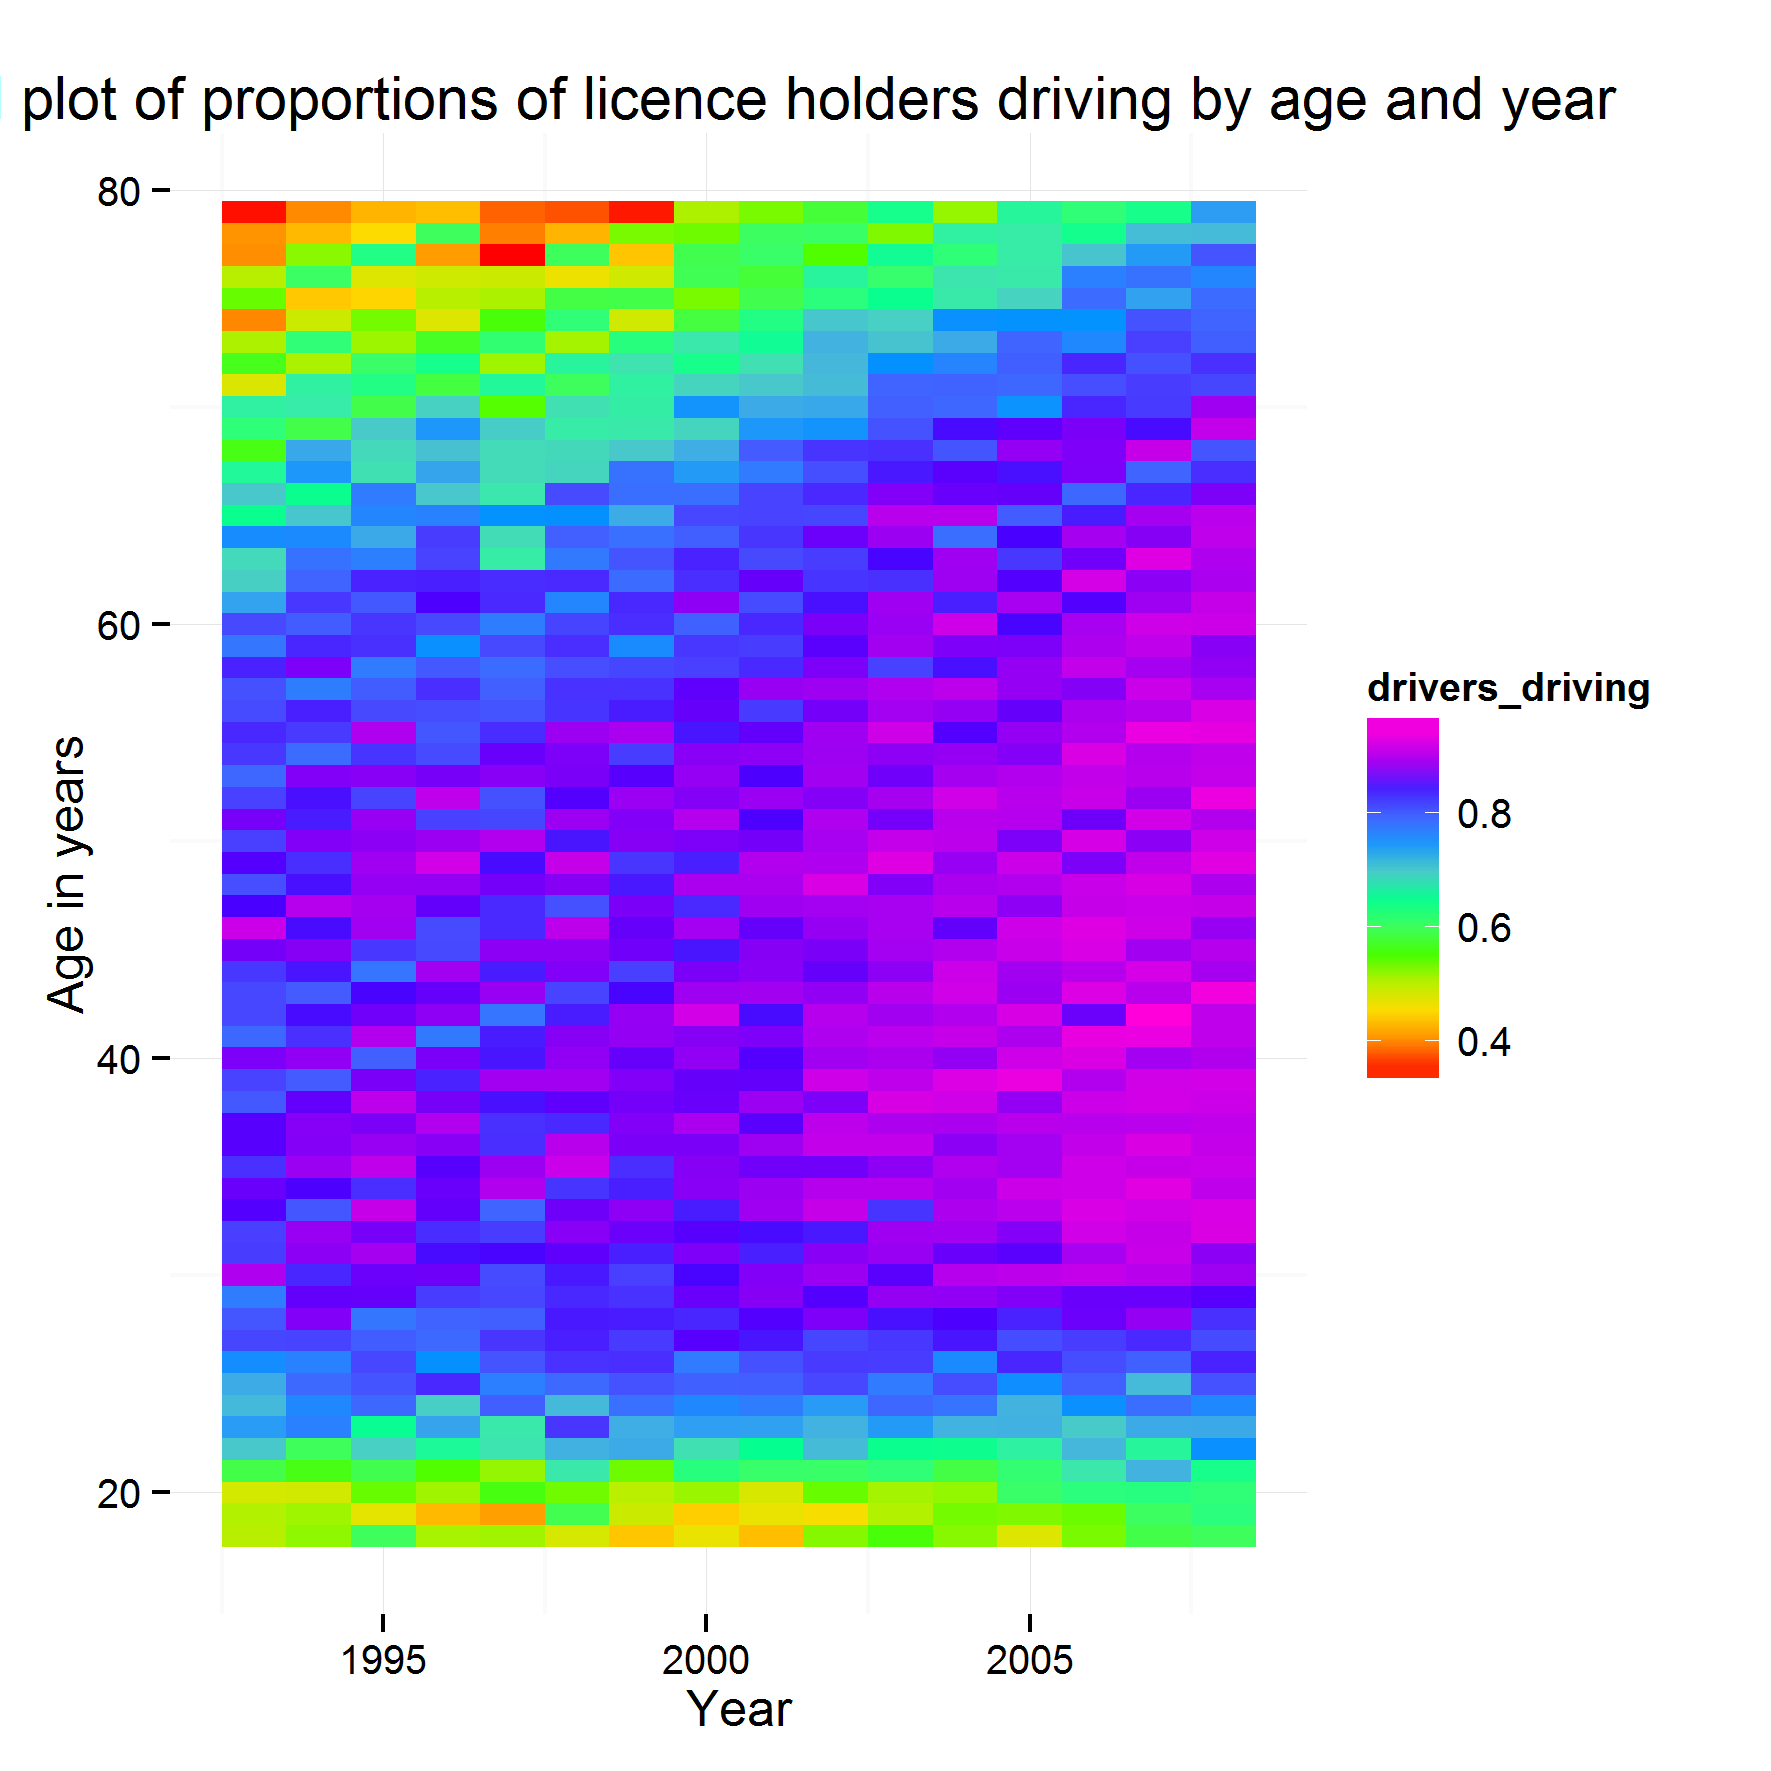 plot of proportions of licence holders driving by age and year
80
60
40
20
Age in years
1995
2000
2005
Year
drivers_driving
0.8
0.6
0.4